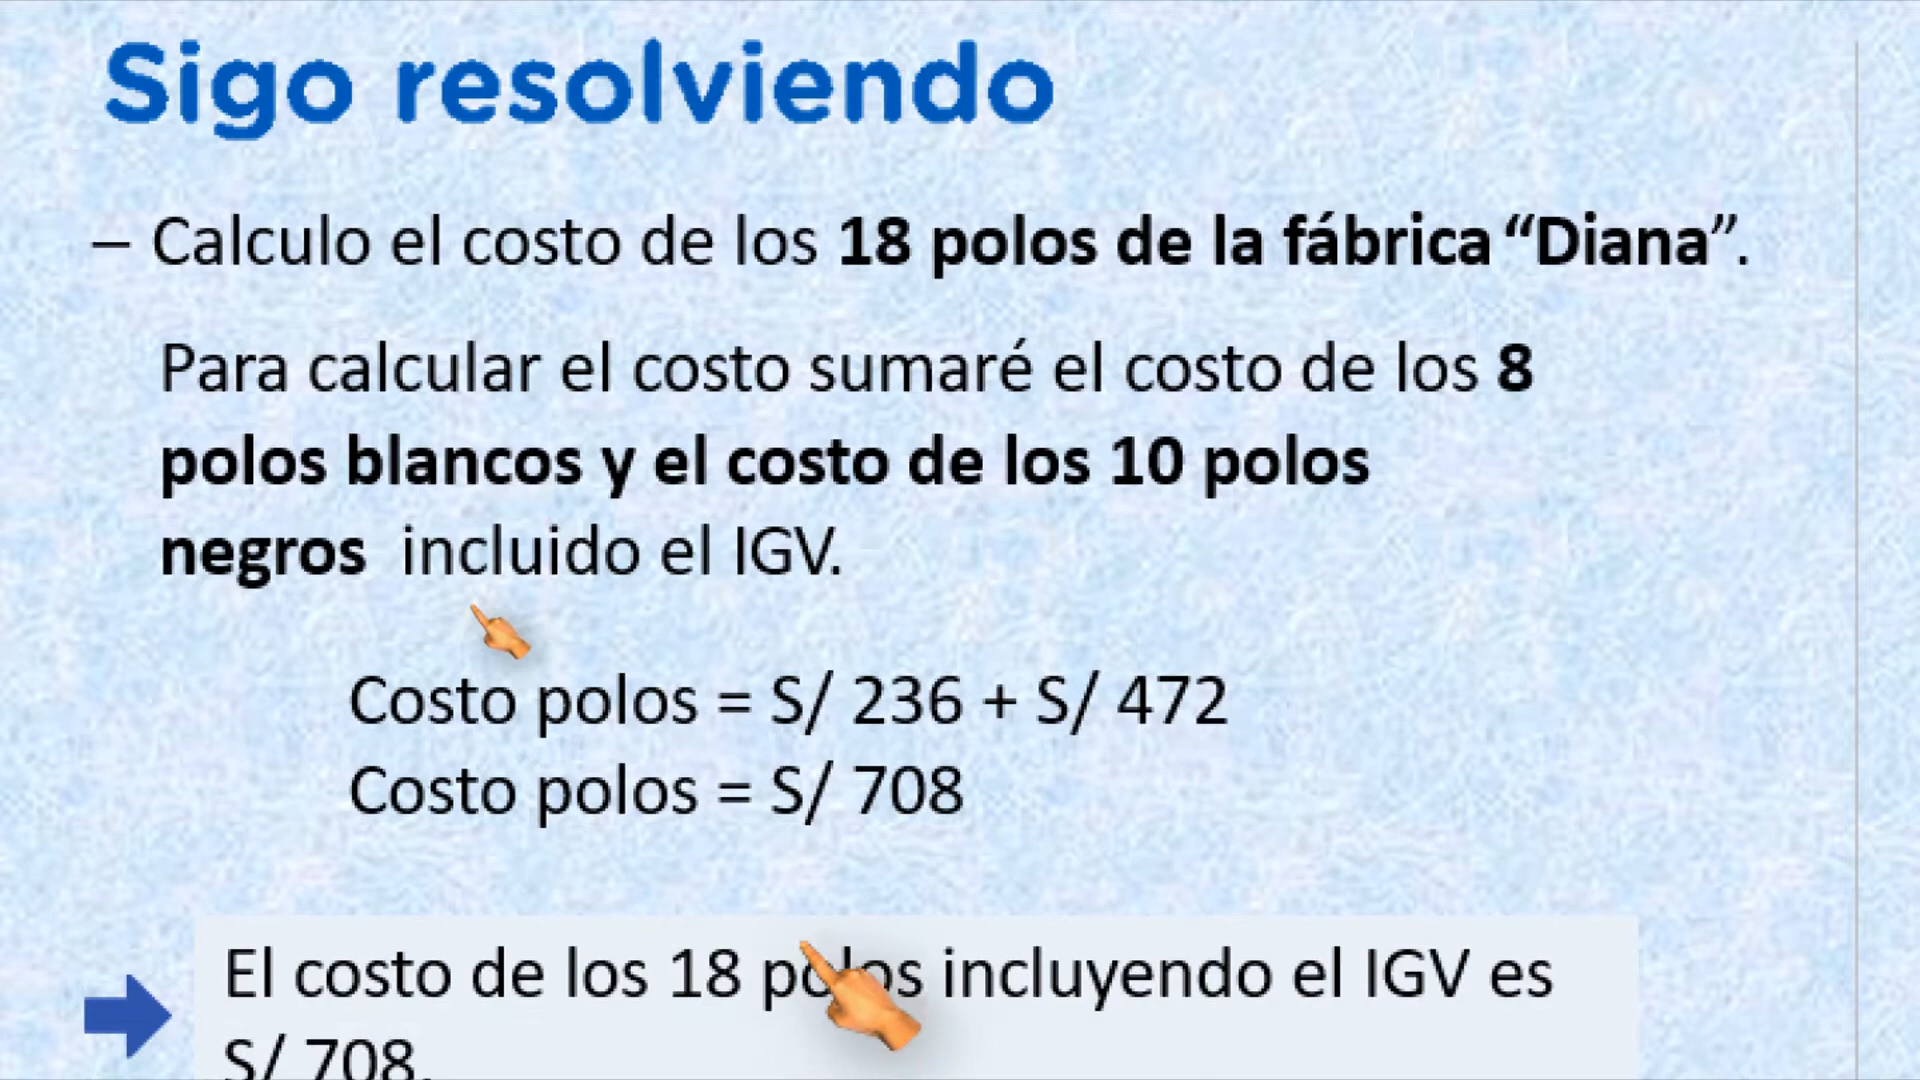 Sigo resolviendo
– Calculo el costo de los 18 polos de la fábrica “Diana”.
Para calcular el costo sumaré el costo de los 8
polos blancos y el costo de los 10 polos
negros incluido el IGV.
Costo polos = S/ 236 + S/ 472
Costo polos = S/ 708
El costo de los 18 polos incluyendo el IGV es
S/ 708.